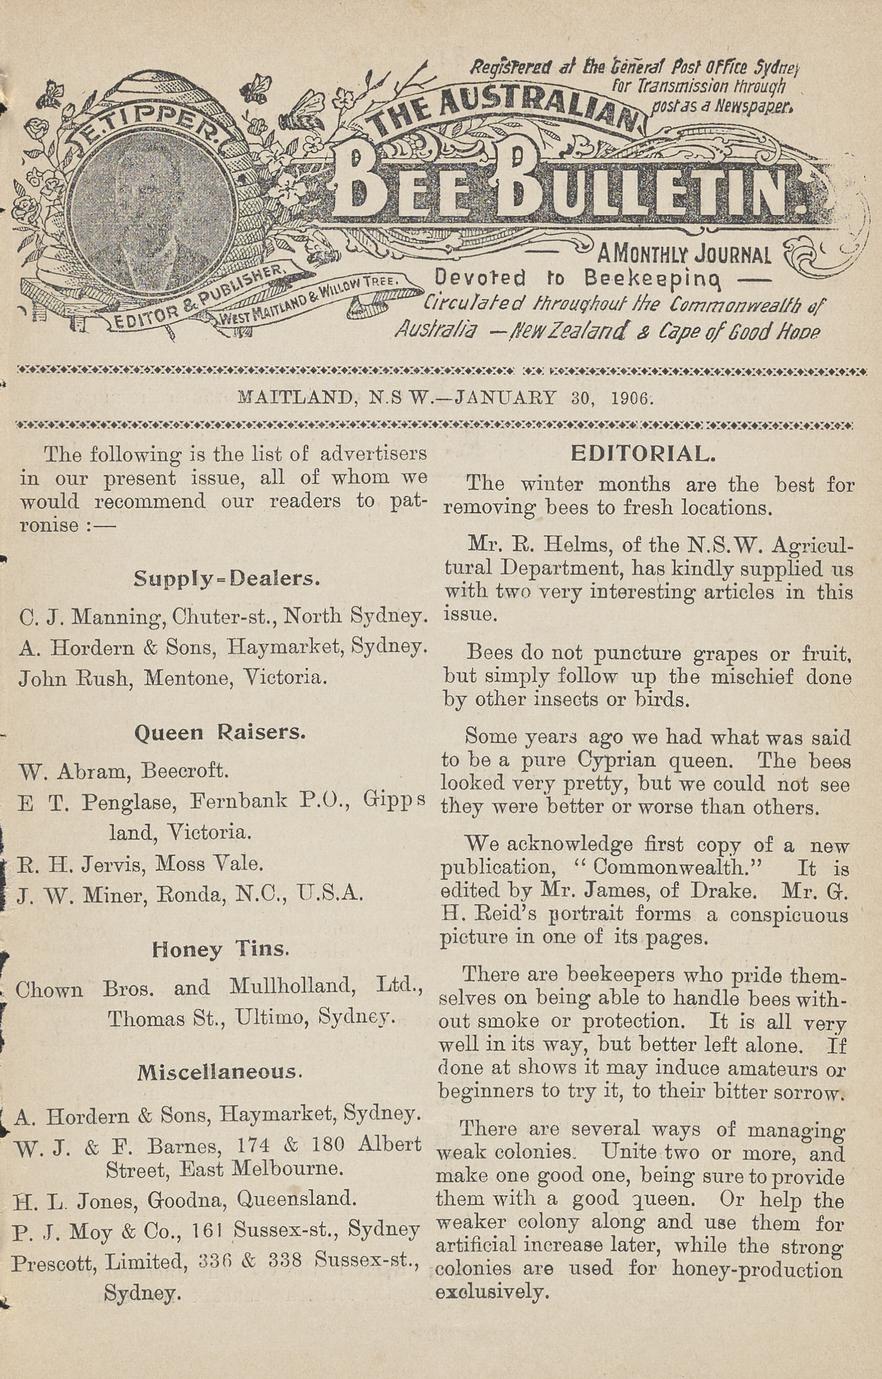 Registered at the General Post Office Sydney
for Transmission through
post as a Newspaper.
E. TIPPER.
THE AUSTRALIAN
BEE BULLETIN.
A MONTHLY JOURNAL
Devoted to Beekeeping —
EDITOR & PUBLISHER.
WEST MAITLAND & WILLOW TREE.
Circulated throughout the Commonwealth of
Australia — New Zealand & Cape of Good Hope
MAITLAND, N.S W.—JANUARY 30, 1906.
The following is the list of advertisers
in our present issue, all of whom we
would recommend our readers to pat-
ronise :—
Supply-Dealers.
C. J. Manning, Chuter-st., North Sydney.
A. Hordern & Sons, Haymarket, Sydney.
John Rush, Mentone, Victoria.
Queen Raisers.
W. Abram, Beecroft.
E T. Penglase, Fernbank P.O., Gipps
land, Victoria.
R. H. Jervis, Moss Vale.
J. W. Miner, Ronda, N.C., U.S.A.
Honey Tins.
Chown Bros. and Mullholland, Ltd.,
Thomas St., Ultimo, Sydney.
Miscellaneous.
A. Hordern & Sons, Haymarket, Sydney.
W. J. & F. Barnes, 174 & 180 Albert
Street, East Melbourne.
H. L. Jones, Goodna, Queensland.
P. J. Moy & Co., 161 Sussex-st., Sydney
Prescott, Limited, 336 & 338 Sussex-st.,
Sydney.
EDITORIAL.
The winter months are the best for
removing bees to fresh locations.
Mr. R. Helms, of the N.S.W. Agricul-
tural Department, has kindly supplied us
with two very interesting articles in this
issue.
Bees do not puncture grapes or fruit,
but simply follow up the mischief done
by other insects or birds.
Some years ago we had what was said
to be a pure Cyprian queen. The bees
looked very pretty, but we could not see
they were better or worse than others.
We acknowledge first copy of a new
publication, “ Commonwealth.” It is
edited by Mr. James, of Drake. Mr. G.
H. Reid's portrait forms a conspicuous
picture in one of its pages.
There are beekeepers who pride them-
selves on being able to handle bees with-
out smoke or protection. It is all very
well in its way, but better left alone. If
done at shows it may induce amateurs or
beginners to try it, to their bitter sorrow.
There are several ways of managing
weak colonies. Unite two or more, and
make one good one, being sure to provide
them with a good queen. Or help the
weaker colony along and use them for
artificial increase later, while the strong
colonies are used for honey-production
exclusively.